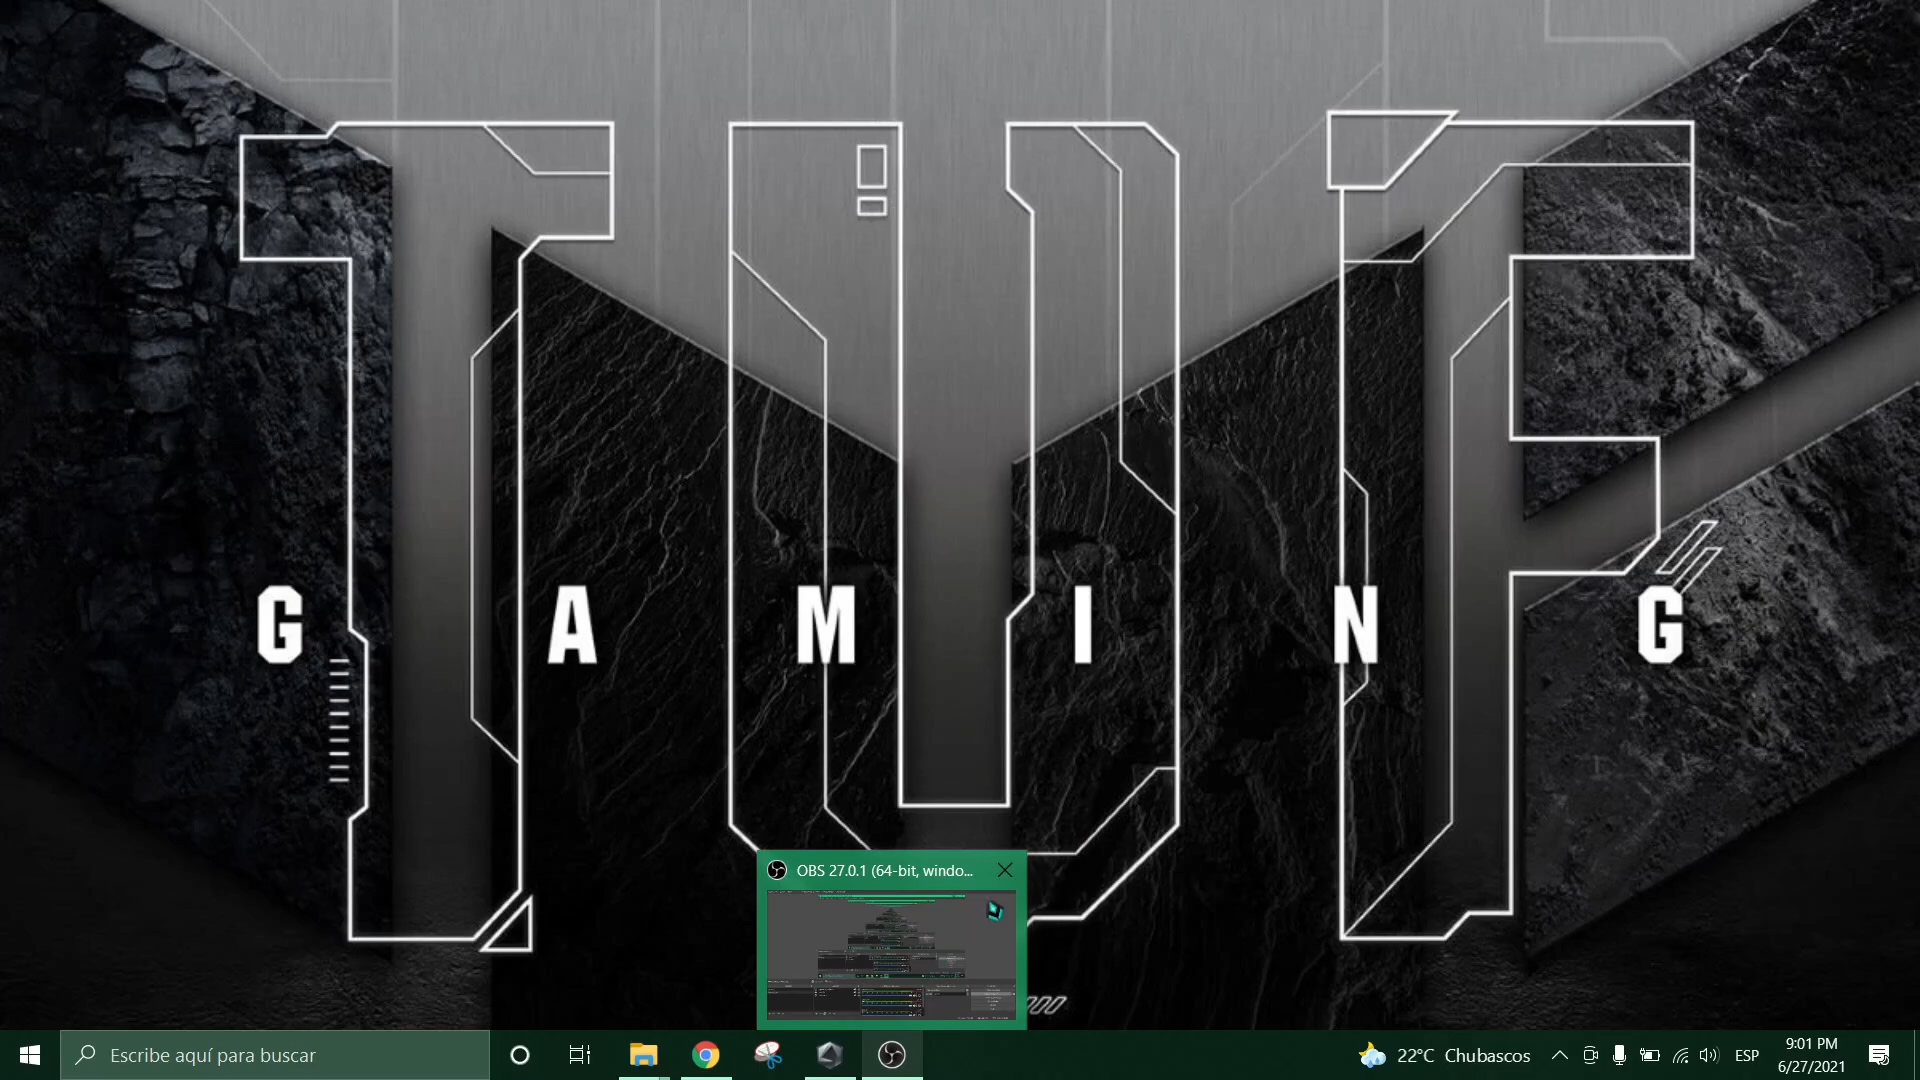 TUF
GAMING
OBS 27.0.1 (64-bit, windo...
Escribe aquí para buscar
22°C Chubascos
ESP
9:01 PM
6/27/2021